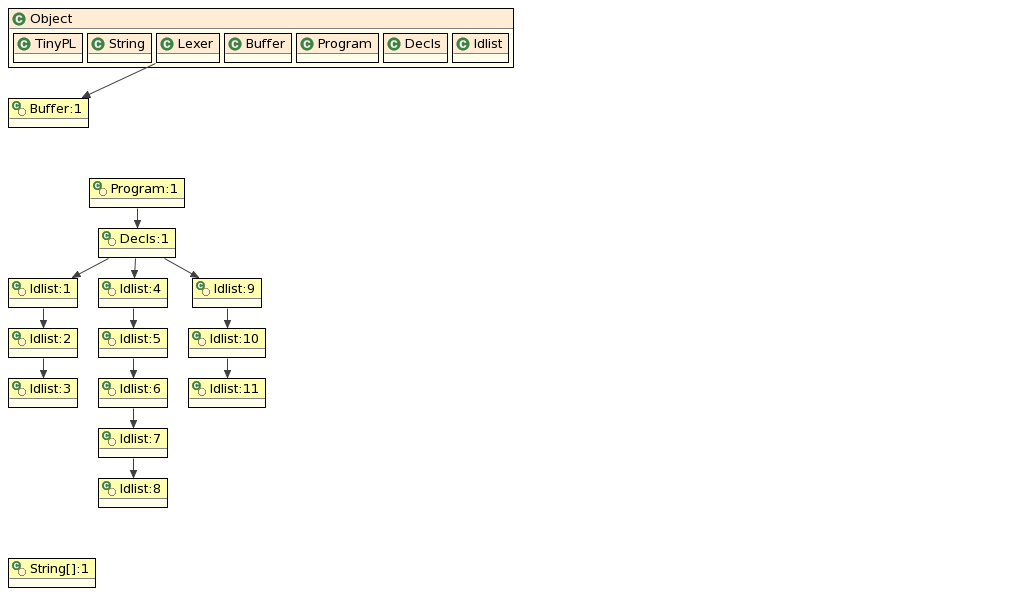 Object
TinyPL String Lexer Buffer Program Decls Idlist
Buffer:1
Program:1
Decls:1
Idlist:1 Idlist:4 Idlist:9
Idlist:2 Idlist:5 Idlist:10
Idlist:3 Idlist:6 Idlist:11
Idlist:7
Idlist:8
String[]:1